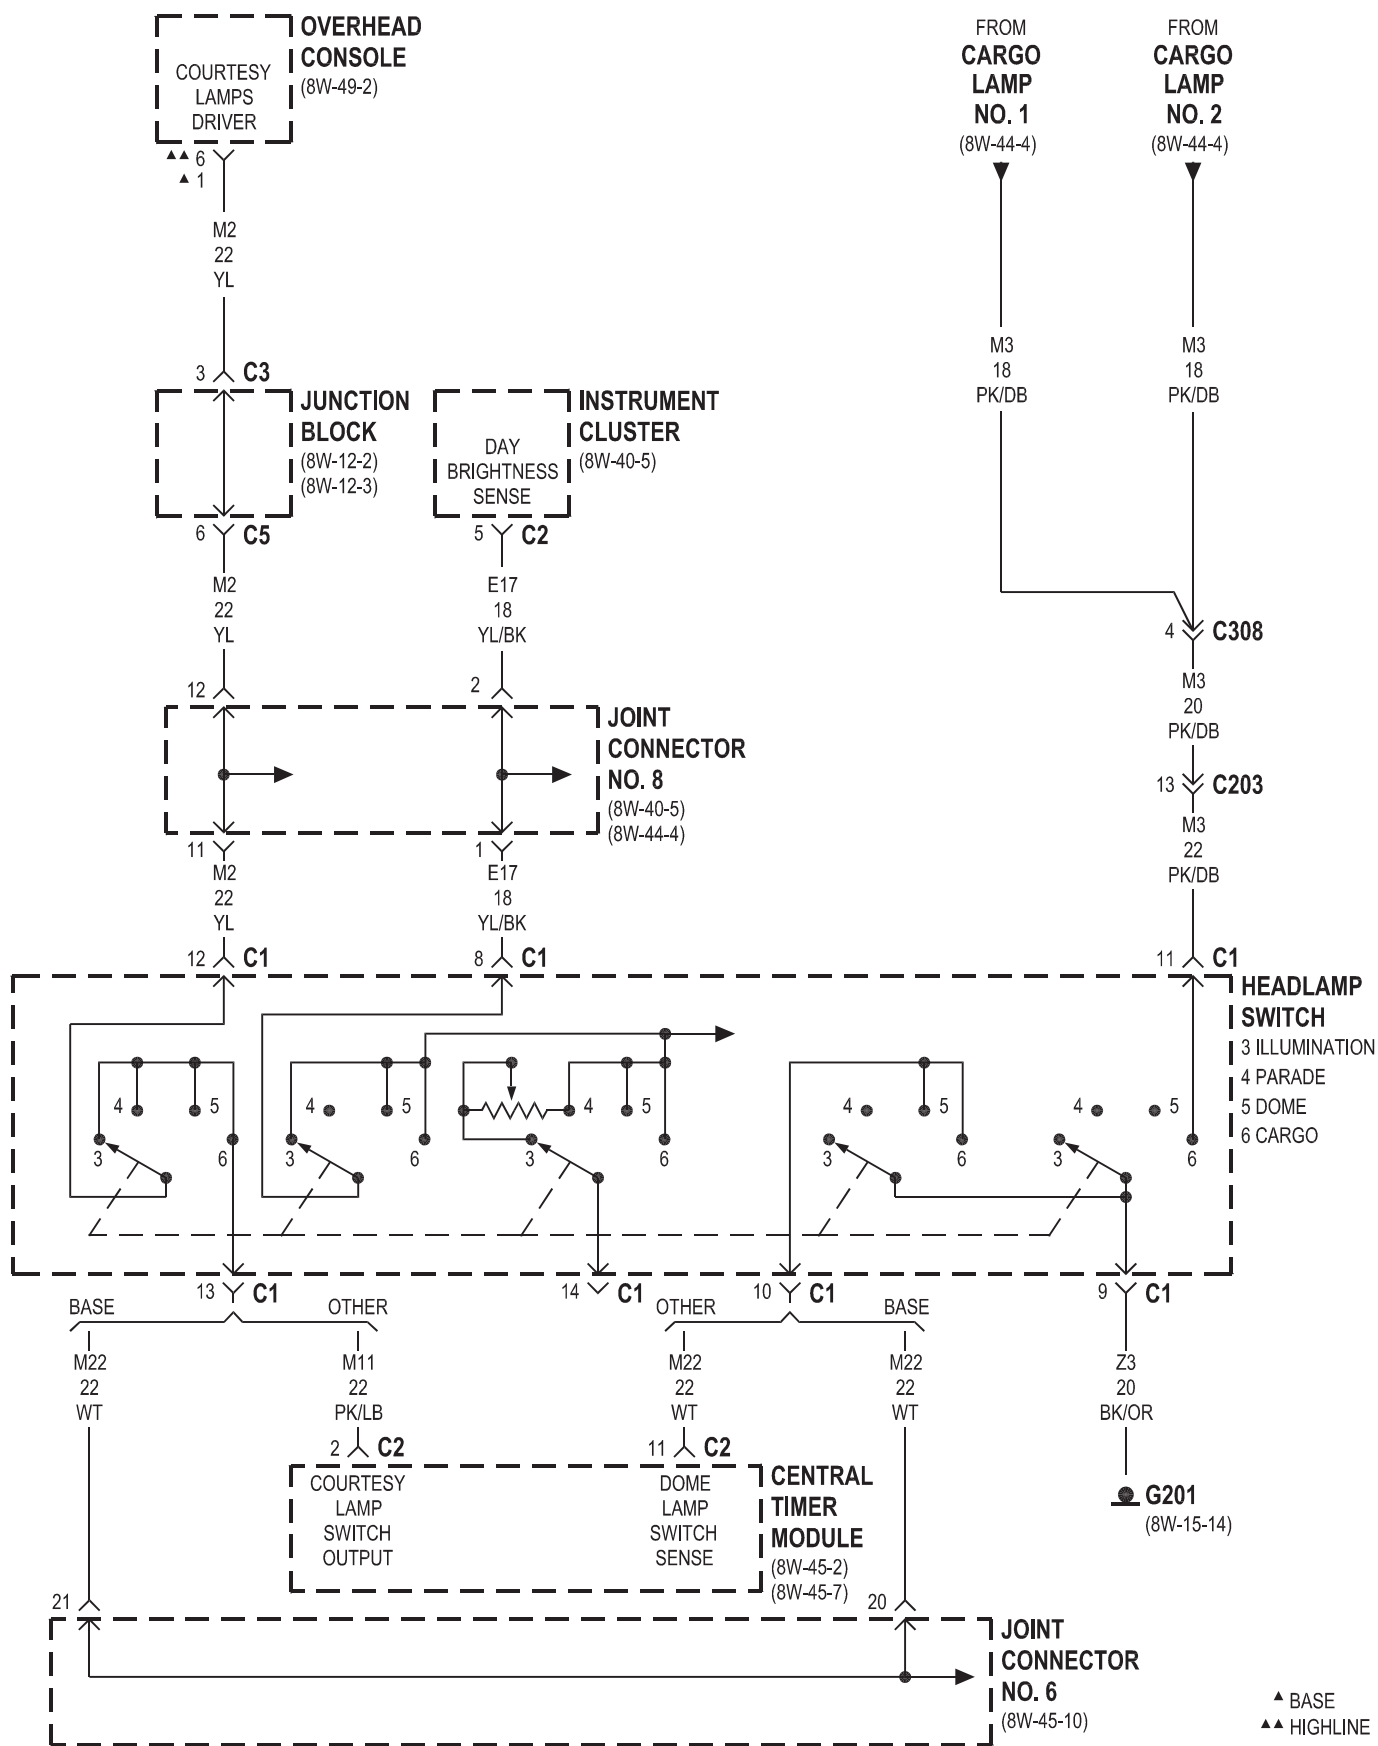 OVERHEAD
CONSOLE
(8W-49-2)
COURTESY
LAMPS
DRIVER
▲▲ 6
▲ 1
M2
22
YL
FROM
CARGO
LAMP
NO. 1
(8W-44-4)
FROM
CARGO
LAMP
NO. 2
(8W-44-4)
M3
18
PK/DB
M3
18
PK/DB
3 C3
JUNCTION
BLOCK
(8W-12-2)
(8W-12-3)
INSTRUMENT
CLUSTER
(8W-40-5)
DAY
BRIGHTNESS
SENSE
6 C5
5 C2
M2
22
YL
E17
18
YL/BK
4 C308
M3
20
PK/DB
13 C203
M3
22
PK/DB
12
2
JOINT
CONNECTOR
NO. 8
(8W-40-5)
(8W-44-4)
11
1
M2
22
YL
E17
18
YL/BK
12 C1
8 C1
11 C1
HEADLAMP
SWITCH
3 ILLUMINATION
4 PARADE
5 DOME
6 CARGO
4 5
3 6
4 5
3 6
4 5
3 6
4 5
3 6
4 5
3 6
13 C1
14 C1
10 C1
9 C1
BASE OTHER
OTHER BASE
M22
22
WT
M11
22
PK/LB
M22
22
WT
M22
22
WT
Z3
20
BK/OR
2 C2
11 C2
COURTESY
LAMP
SWITCH
OUTPUT
DOME
LAMP
SWITCH
SENSE
CENTRAL
TIMER
MODULE
(8W-45-2)
(8W-45-7)
G201
(8W-15-14)
21
20
JOINT
CONNECTOR
NO. 6
(8W-45-10)
▲ BASE
▲▲ HIGHLINE